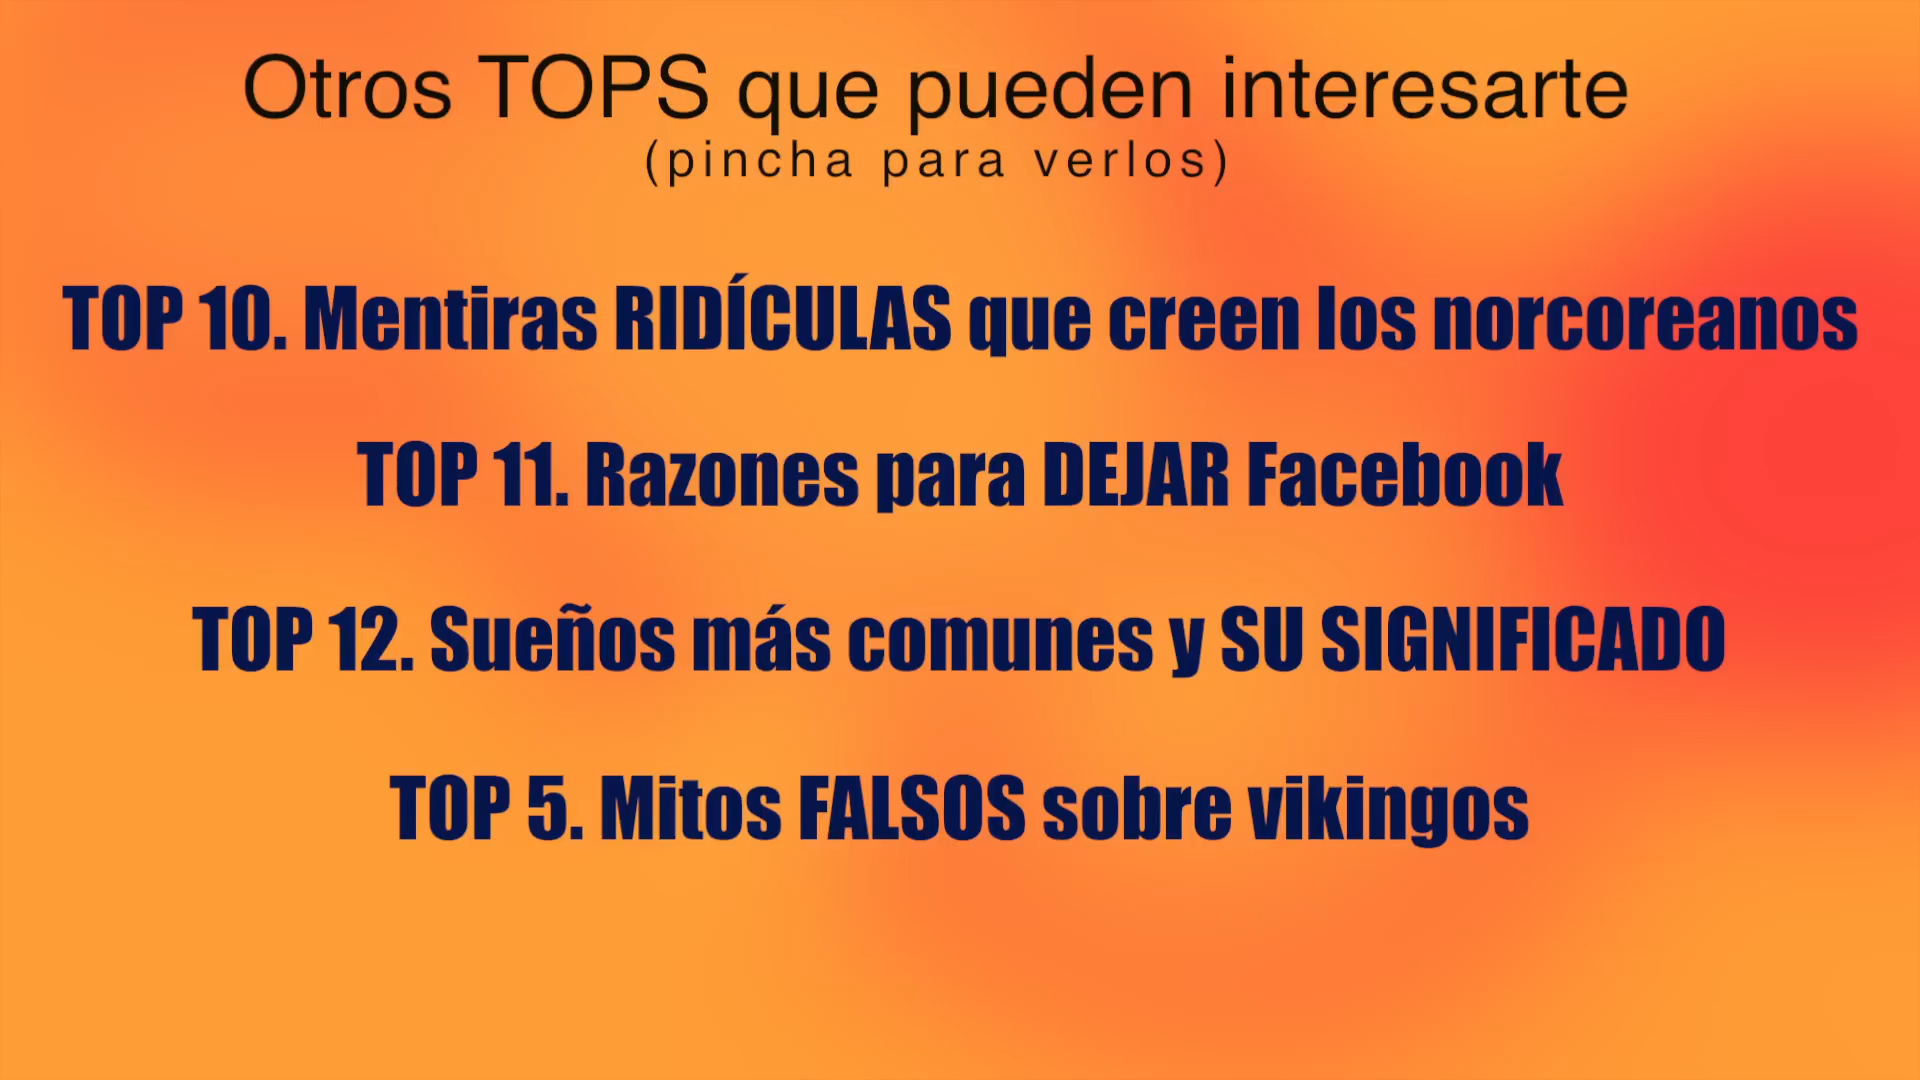 Otros TOPS que pueden interesarte
(pincha para verlos)
TOP 10. Mentiras RIDÍCULAS que creen los norcoreanos
TOP 11. Razones para DEJAR Facebook
TOP 12. Sueños más comunes y SU SIGNIFICADO
TOP 5. Mitos FALSOS sobre vikingos